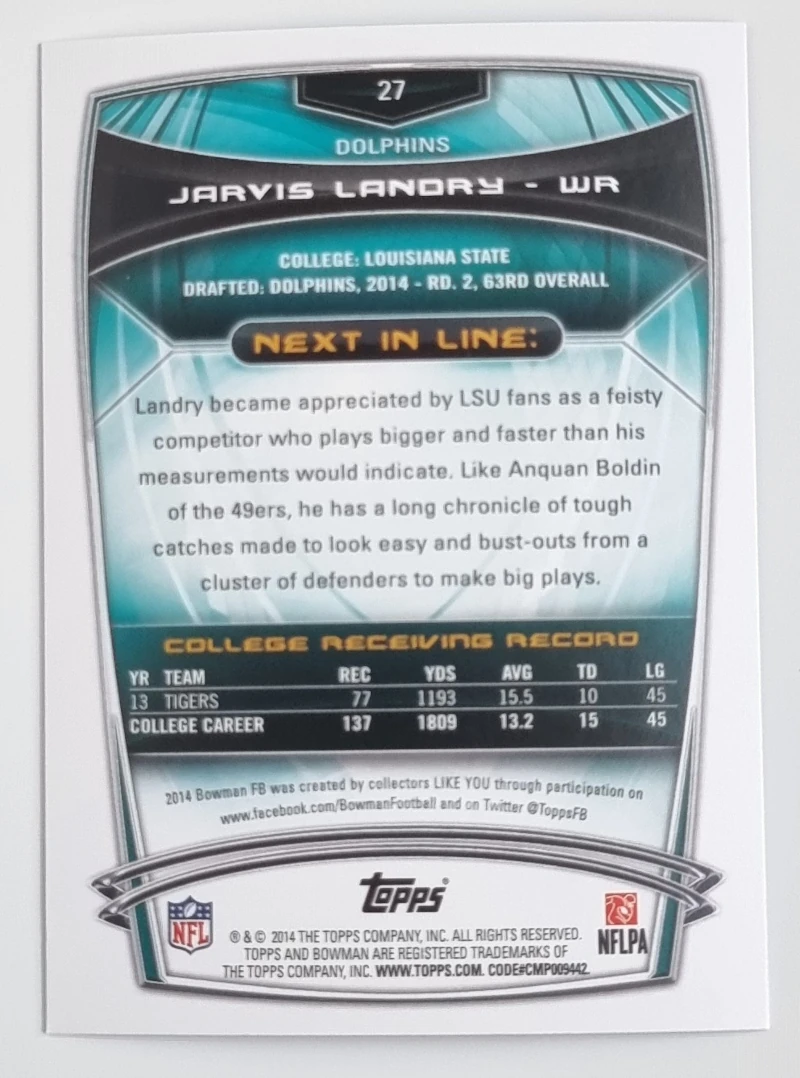 27
DOLPHINS
JARVIS LANDRY - WR
COLLEGE: LOUISIANA STATE
DRAFTED: DOLPHINS, 2014 - RD. 2, 63RD OVERALL
NEXT IN LINE:
Landry became appreciated by LSU fans as a feisty
competitor who plays bigger and faster than his
measurements would indicate. Like Anquan Boldin
of the 49ers, he has a long chronicle of tough
catches made to look easy and bust-outs from a
cluster of defenders to make big plays.
COLLEGE RECEIVING RECORD
YR TEAM REC YDS AVG TD LG
13 TIGERS 77 1193 15.5 10 45
COLLEGE CAREER 137 1809 13.2 15 45
2014 Bowman FB was created by collectors LIKE YOU through participation on
www.facebook.com/BowmanFootball and on Twitter @ToppsFB
topps®
NFL
NFLPA
® & © 2014 THE TOPPS COMPANY, INC. ALL RIGHTS RESERVED.
TOPPS AND BOWMAN ARE REGISTERED TRADEMARKS OF
THE TOPPS COMPANY, INC. WWW.TOPPS.COM. CODE#CMP009442